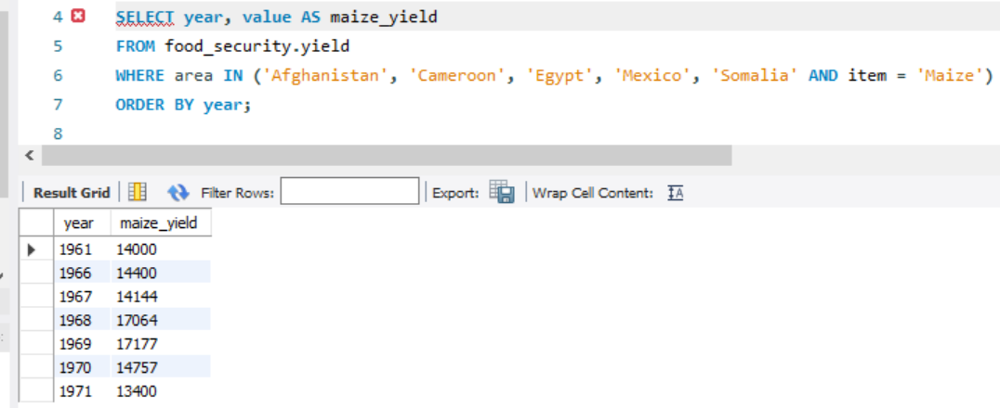 4 SELECT year, value AS maize_yield
5 FROM food_security.yield
6 WHERE area IN ('Afghanistan', 'Cameroon', 'Egypt', 'Mexico', 'Somalia' AND item = 'Maize')
7 ORDER BY year;
8
Result Grid Filter Rows: Export: Wrap Cell Content: IA
year maize_yield
1961 14000
1966 14400
1967 14144
1968 17064
1969 17177
1970 14757
1971 13400